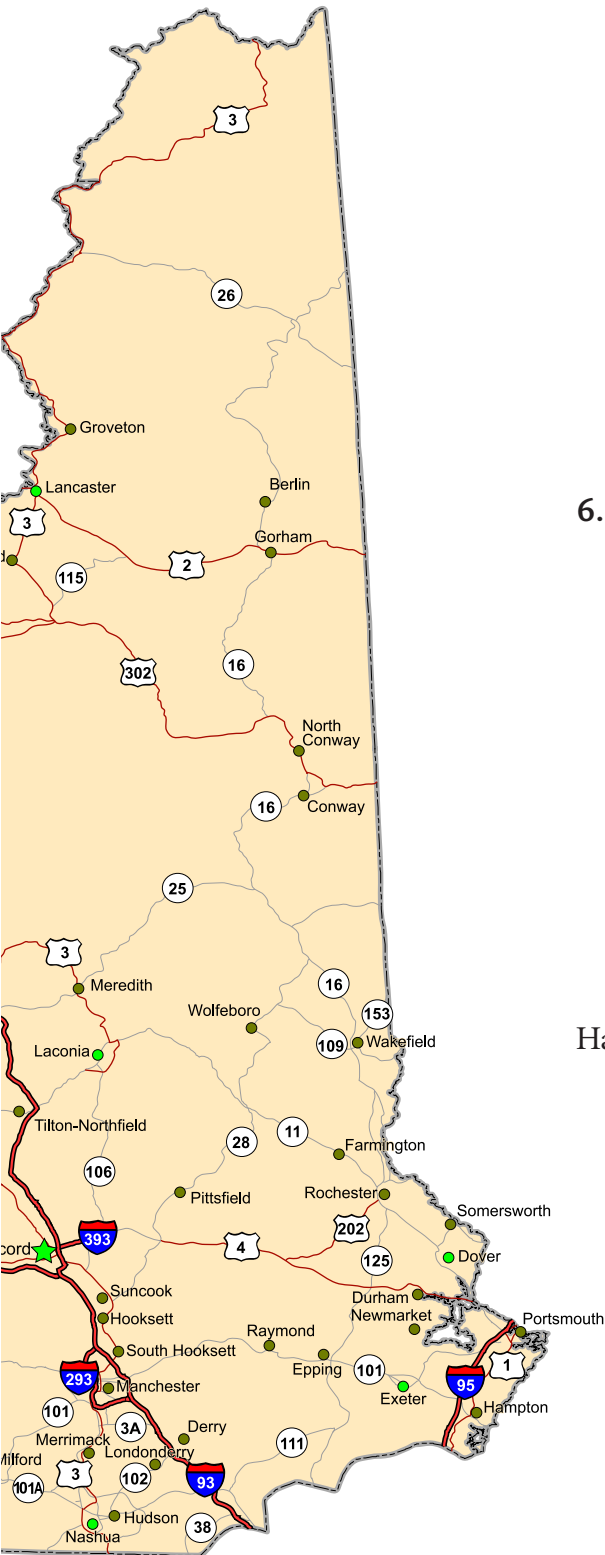 3
26
Groveton
Lancaster
Berlin
6.
3
Gorham
d
2
115
16
302
North
Conway
16
Conway
25
3
16
Meredith
Wolfeboro
153
Ha
Laconia
109
Wakefield
Tilton-Northfield
11
28
Farmington
106
Pittsfield
Rochester
Somersworth
202
393
4
cord
Dover
125
Suncook
Durham
Hooksett
Newmarket
Portsmouth
Raymond
South Hooksett
Epping
1
101
293
95
Manchester
Exeter
101
Hampton
3A
Derry
Merrimack
111
Londonderry
Milford
3
102
93
101A
Hudson
Nashua
38